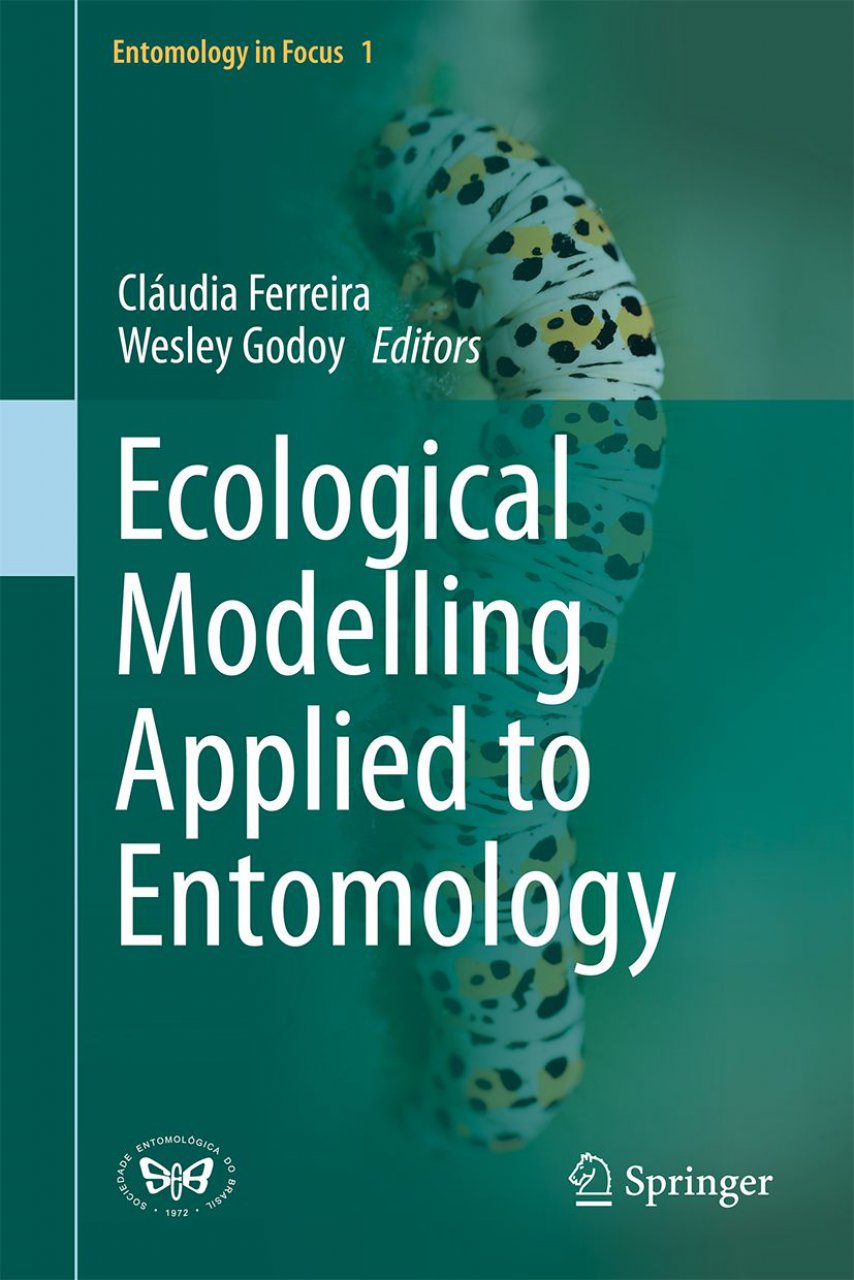 Entomology in Focus 1
Cláudia Ferreira
Wesley Godoy Editors
Ecological
Modelling
Applied to
Entomology
SOCIEDADE ENTOMOLÓGICA DO BRASIL
SEB
• 1972 •
Springer